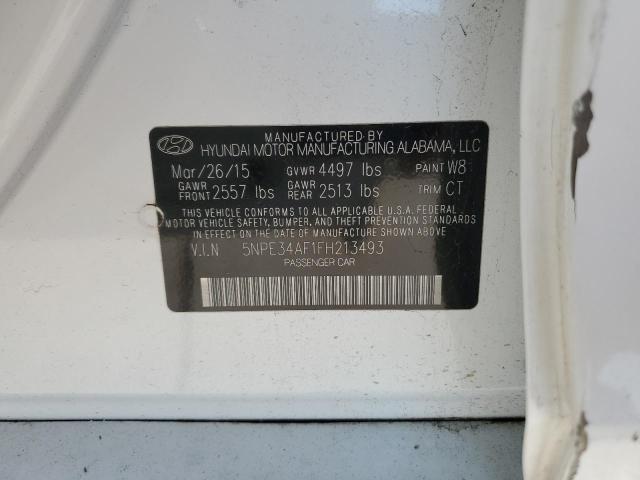 MANUFACTURED BY
HYUNDAI MOTOR MANUFACTURING ALABAMA, LLC
Mar/26/15 GVWR 4497 lbs PAINT W8
GAWR FRONT 2557 lbs GAWR REAR 2513 lbs TRIM CT
THIS VEHICLE CONFORMS TO ALL APPLICABLE U.S.A. FEDERAL
MOTOR VEHICLE SAFETY, BUMPER, AND THEFT PREVENTION STANDARDS
IN EFFECT ON THE DATE OF MANUFACTURE SHOWN ABOVE.
V.I.N 5NPE34AF1FH213493
PASSENGER CAR